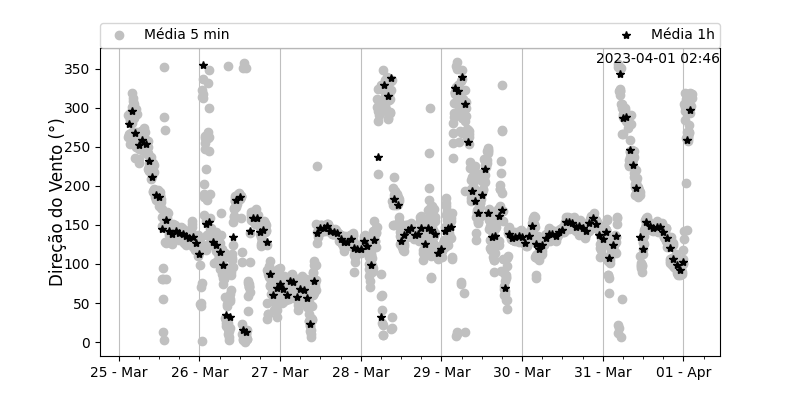 Média 5 min
Média 1h
2023-04-01 02:46
Direção do Vento (°)
350
300
250
200
150
100
50
0
25 - Mar
26 - Mar
27 - Mar
28 - Mar
29 - Mar
30 - Mar
31 - Mar
01 - Apr